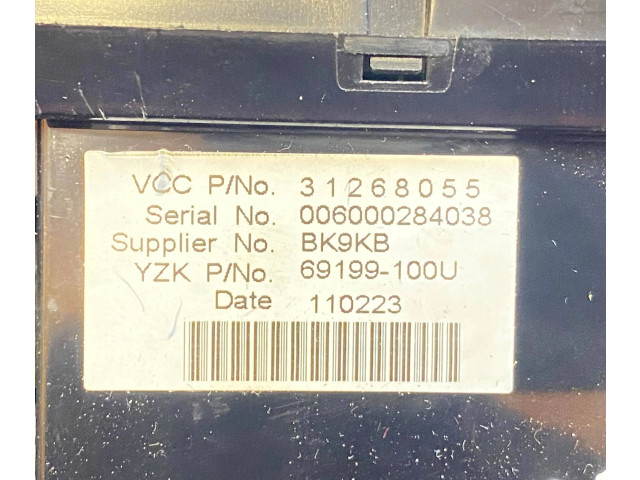 VCC P/No. 31268055
Serial No. 006000284038
Supplier No. BK9KB
YZK P/No. 69199-100U
Date 110223